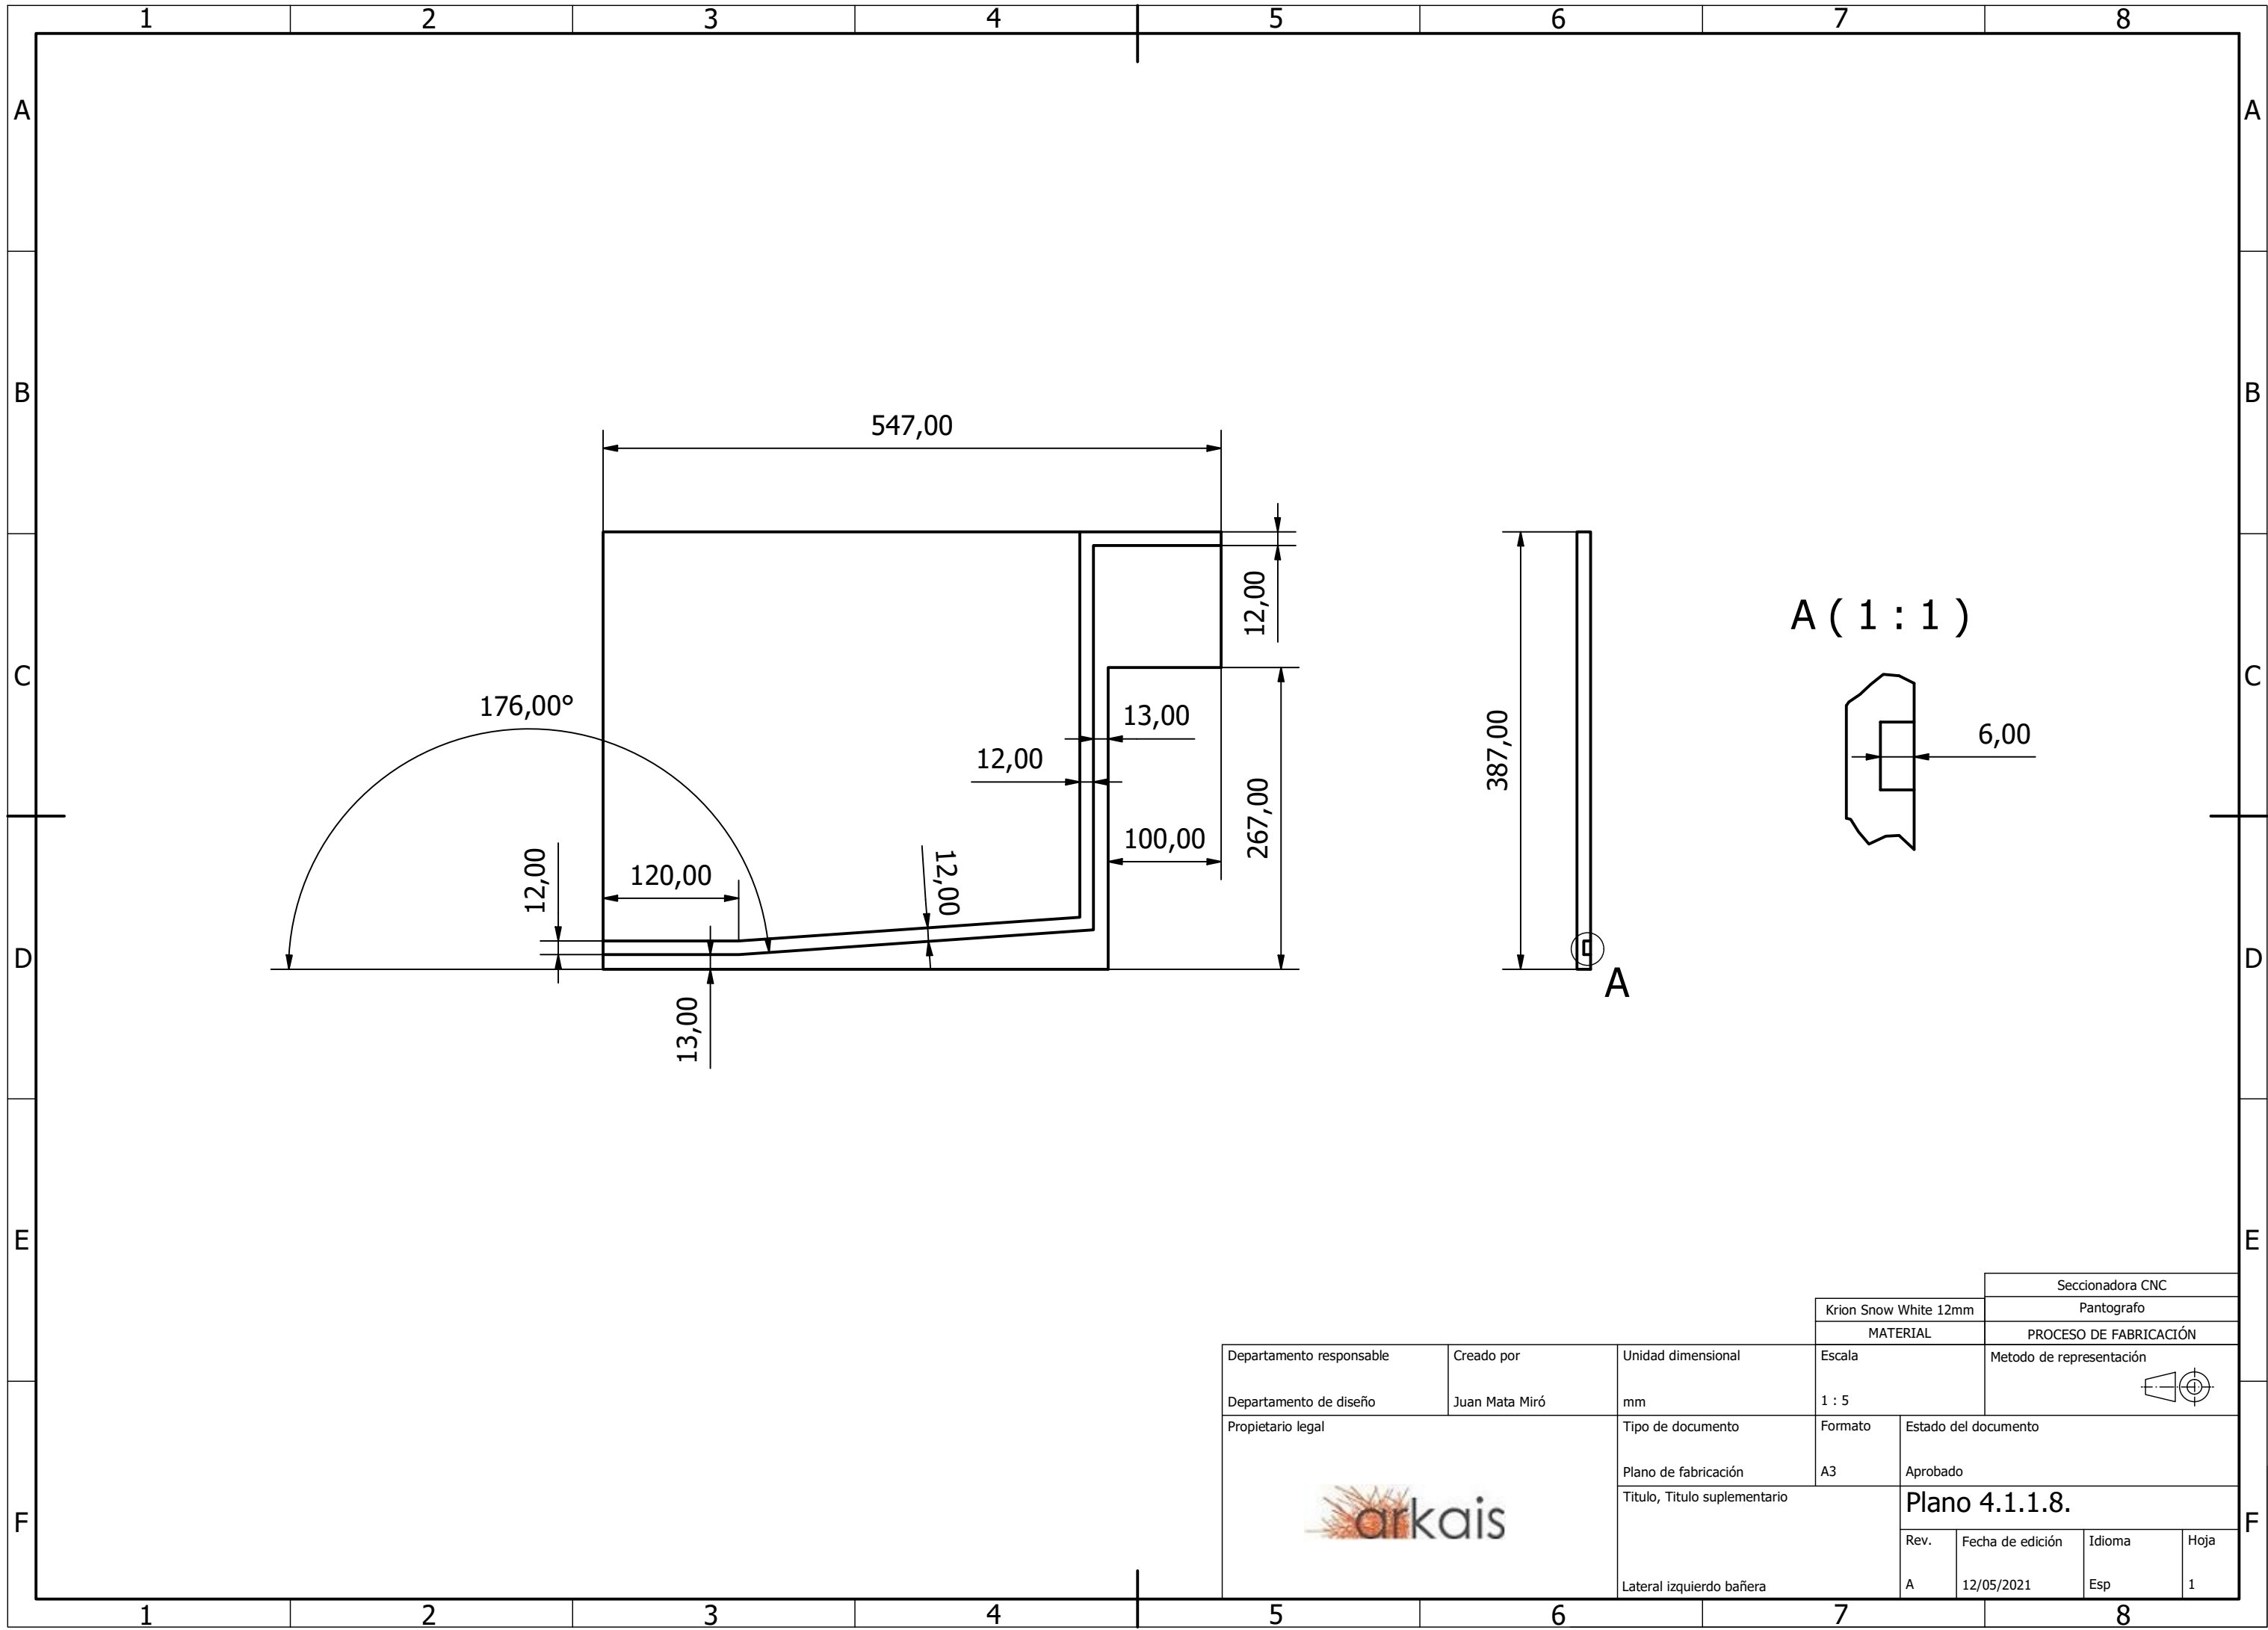 1 2 3 4 5 6 7 8
A A
B B
C C
D D
E E
F F
547,00
12,00
A ( 1 : 1 )
176,00°
13,00
12,00
387,00
6,00
267,00
100,00
12,00
120,00
12,00
13,00
A
Seccionadora CNC
Krion Snow White 12mm
Pantografo
MATERIAL
PROCESO DE FABRICACIÓN
Departamento responsable
Departamento de diseño
Creado por
Juan Mata Miró
Unidad dimensional
mm
Escala
1 : 5
Metodo de representación
Propietario legal
arkais
Tipo de documento
Plano de fabricación
Formato
A3
Estado del documento
Aprobado
Titulo, Titulo suplementario
Lateral izquierdo bañera
Plano 4.1.1.8.
Rev.
A
Fecha de edición
12/05/2021
Idioma
Esp
Hoja
1
1 2 3 4 5 6 7 8